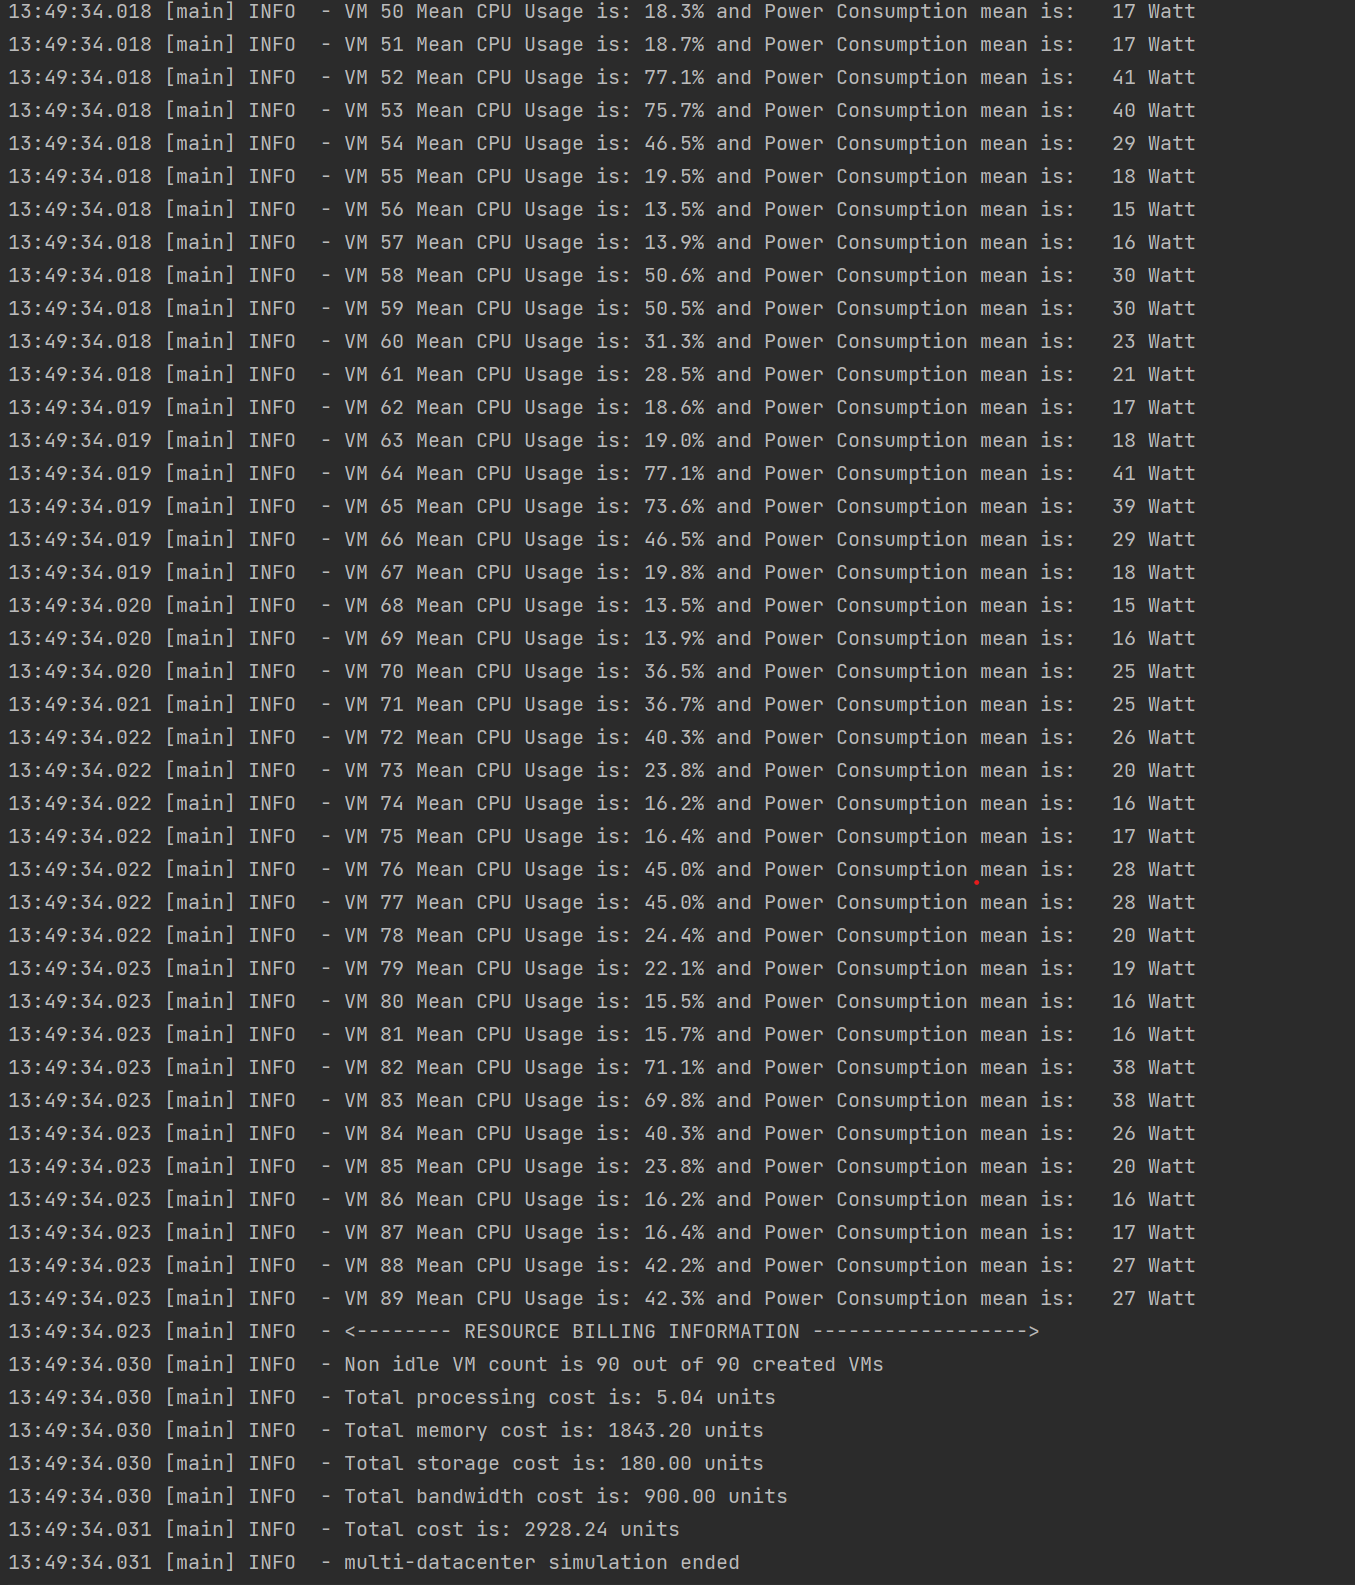 13:49:34.018 [main] INFO  - VM 50 Mean CPU Usage is: 18.3% and Power Consumption mean is:   17 Watt
13:49:34.018 [main] INFO  - VM 51 Mean CPU Usage is: 18.7% and Power Consumption mean is:   17 Watt
13:49:34.018 [main] INFO  - VM 52 Mean CPU Usage is: 77.1% and Power Consumption mean is:   41 Watt
13:49:34.018 [main] INFO  - VM 53 Mean CPU Usage is: 75.7% and Power Consumption mean is:   40 Watt
13:49:34.018 [main] INFO  - VM 54 Mean CPU Usage is: 46.5% and Power Consumption mean is:   29 Watt
13:49:34.018 [main] INFO  - VM 55 Mean CPU Usage is: 19.5% and Power Consumption mean is:   18 Watt
13:49:34.018 [main] INFO  - VM 56 Mean CPU Usage is: 13.5% and Power Consumption mean is:   15 Watt
13:49:34.018 [main] INFO  - VM 57 Mean CPU Usage is: 13.9% and Power Consumption mean is:   16 Watt
13:49:34.018 [main] INFO  - VM 58 Mean CPU Usage is: 50.6% and Power Consumption mean is:   30 Watt
13:49:34.018 [main] INFO  - VM 59 Mean CPU Usage is: 50.5% and Power Consumption mean is:   30 Watt
13:49:34.018 [main] INFO  - VM 60 Mean CPU Usage is: 31.3% and Power Consumption mean is:   23 Watt
13:49:34.018 [main] INFO  - VM 61 Mean CPU Usage is: 28.5% and Power Consumption mean is:   21 Watt
13:49:34.019 [main] INFO  - VM 62 Mean CPU Usage is: 18.6% and Power Consumption mean is:   17 Watt
13:49:34.019 [main] INFO  - VM 63 Mean CPU Usage is: 19.0% and Power Consumption mean is:   18 Watt
13:49:34.019 [main] INFO  - VM 64 Mean CPU Usage is: 77.1% and Power Consumption mean is:   41 Watt
13:49:34.019 [main] INFO  - VM 65 Mean CPU Usage is: 73.6% and Power Consumption mean is:   39 Watt
13:49:34.019 [main] INFO  - VM 66 Mean CPU Usage is: 46.5% and Power Consumption mean is:   29 Watt
13:49:34.019 [main] INFO  - VM 67 Mean CPU Usage is: 19.8% and Power Consumption mean is:   18 Watt
13:49:34.020 [main] INFO  - VM 68 Mean CPU Usage is: 13.5% and Power Consumption mean is:   15 Watt
13:49:34.020 [main] INFO  - VM 69 Mean CPU Usage is: 13.9% and Power Consumption mean is:   16 Watt
13:49:34.020 [main] INFO  - VM 70 Mean CPU Usage is: 36.5% and Power Consumption mean is:   25 Watt
13:49:34.021 [main] INFO  - VM 71 Mean CPU Usage is: 36.7% and Power Consumption mean is:   25 Watt
13:49:34.022 [main] INFO  - VM 72 Mean CPU Usage is: 40.3% and Power Consumption mean is:   26 Watt
13:49:34.022 [main] INFO  - VM 73 Mean CPU Usage is: 23.8% and Power Consumption mean is:   20 Watt
13:49:34.022 [main] INFO  - VM 74 Mean CPU Usage is: 16.2% and Power Consumption mean is:   16 Watt
13:49:34.022 [main] INFO  - VM 75 Mean CPU Usage is: 16.4% and Power Consumption mean is:   17 Watt
13:49:34.022 [main] INFO  - VM 76 Mean CPU Usage is: 45.0% and Power Consumption mean is:   28 Watt
13:49:34.022 [main] INFO  - VM 77 Mean CPU Usage is: 45.0% and Power Consumption mean is:   28 Watt
13:49:34.022 [main] INFO  - VM 78 Mean CPU Usage is: 24.4% and Power Consumption mean is:   20 Watt
13:49:34.023 [main] INFO  - VM 79 Mean CPU Usage is: 22.1% and Power Consumption mean is:   19 Watt
13:49:34.023 [main] INFO  - VM 80 Mean CPU Usage is: 15.5% and Power Consumption mean is:   16 Watt
13:49:34.023 [main] INFO  - VM 81 Mean CPU Usage is: 15.7% and Power Consumption mean is:   16 Watt
13:49:34.023 [main] INFO  - VM 82 Mean CPU Usage is: 71.1% and Power Consumption mean is:   38 Watt
13:49:34.023 [main] INFO  - VM 83 Mean CPU Usage is: 69.8% and Power Consumption mean is:   38 Watt
13:49:34.023 [main] INFO  - VM 84 Mean CPU Usage is: 40.3% and Power Consumption mean is:   26 Watt
13:49:34.023 [main] INFO  - VM 85 Mean CPU Usage is: 23.8% and Power Consumption mean is:   20 Watt
13:49:34.023 [main] INFO  - VM 86 Mean CPU Usage is: 16.2% and Power Consumption mean is:   16 Watt
13:49:34.023 [main] INFO  - VM 87 Mean CPU Usage is: 16.4% and Power Consumption mean is:   17 Watt
13:49:34.023 [main] INFO  - VM 88 Mean CPU Usage is: 42.2% and Power Consumption mean is:   27 Watt
13:49:34.023 [main] INFO  - VM 89 Mean CPU Usage is: 42.3% and Power Consumption mean is:   27 Watt
13:49:34.023 [main] INFO  - <-------- RESOURCE BILLING INFORMATION ------------------>
13:49:34.030 [main] INFO  - Non idle VM count is 90 out of 90 created VMs
13:49:34.030 [main] INFO  - Total processing cost is: 5.04 units
13:49:34.030 [main] INFO  - Total memory cost is: 1843.20 units
13:49:34.030 [main] INFO  - Total storage cost is: 180.00 units
13:49:34.030 [main] INFO  - Total bandwidth cost is: 900.00 units
13:49:34.031 [main] INFO  - Total cost is: 2928.24 units
13:49:34.031 [main] INFO  - multi-datacenter simulation ended